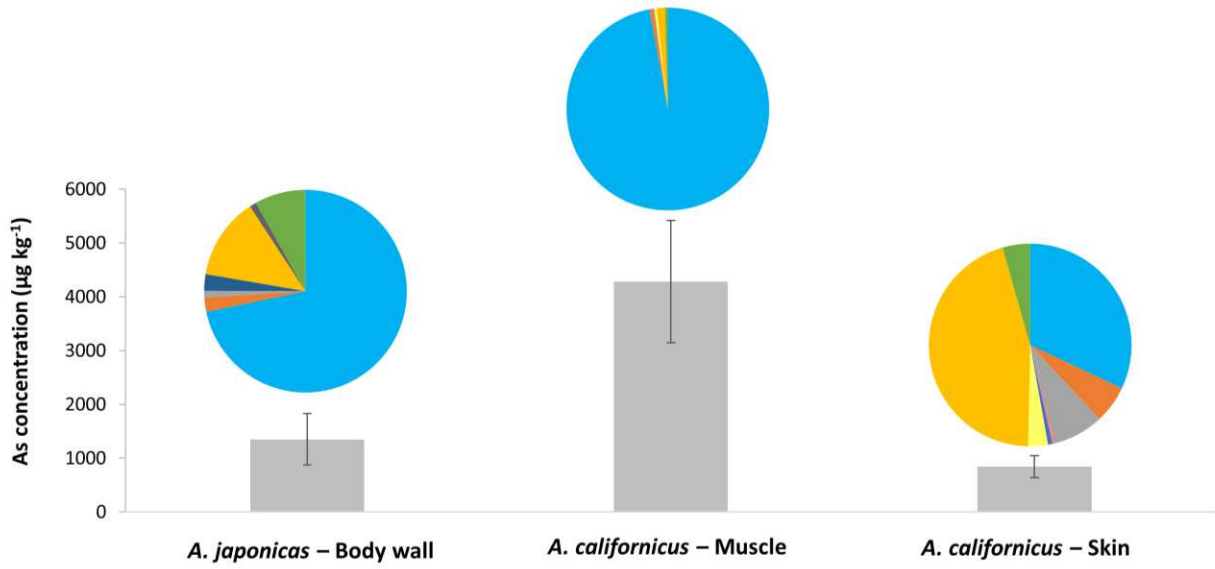 6000
5000
4000
3000
2000
1000
0
As concentration (µg kg⁻¹)
A. japonicas – Body wall
A. californicus – Muscle
A. californicus – Skin